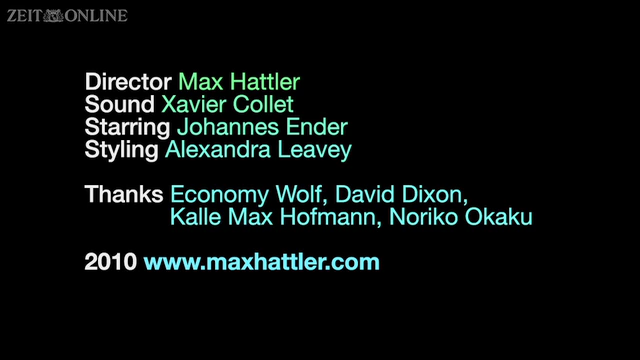 ZEIT ONLINE
Director Max Hattler
Sound Xavier Collet
Starring Johannes Ender
Styling Alexandra Leavey
Thanks Economy Wolf, David Dixon,
Kalle Max Hofmann, Noriko Okaku
2010 www.maxhattler.com